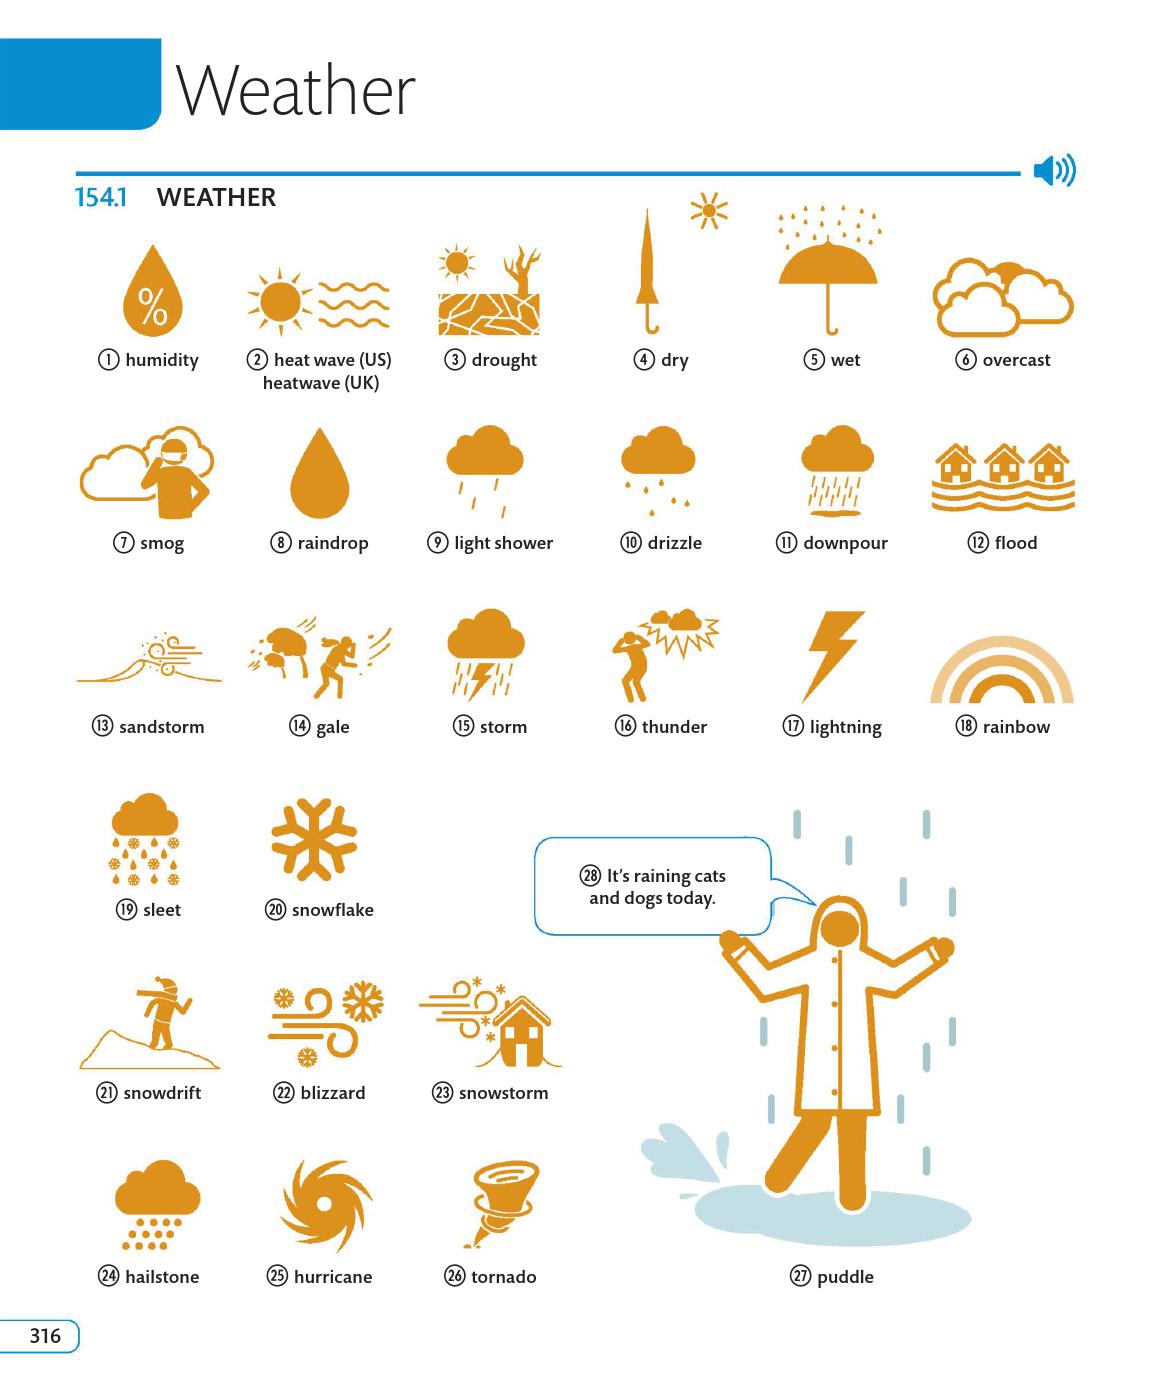 Weather
154.1 WEATHER
%
① humidity
② heat wave (US)
heatwave (UK)
③ drought
④ dry
⑤ wet
⑥ overcast
⑦ smog
⑧ raindrop
⑨ light shower
⑩ drizzle
⑪ downpour
⑫ flood
⑬ sandstorm
⑭ gale
⑮ storm
⑯ thunder
⑰ lightning
⑱ rainbow
⑲ sleet
⑳ snowflake
㉘ It's raining cats
and dogs today.
㉑ snowdrift
㉒ blizzard
㉓ snowstorm
㉔ hailstone
㉕ hurricane
㉖ tornado
㉗ puddle
316